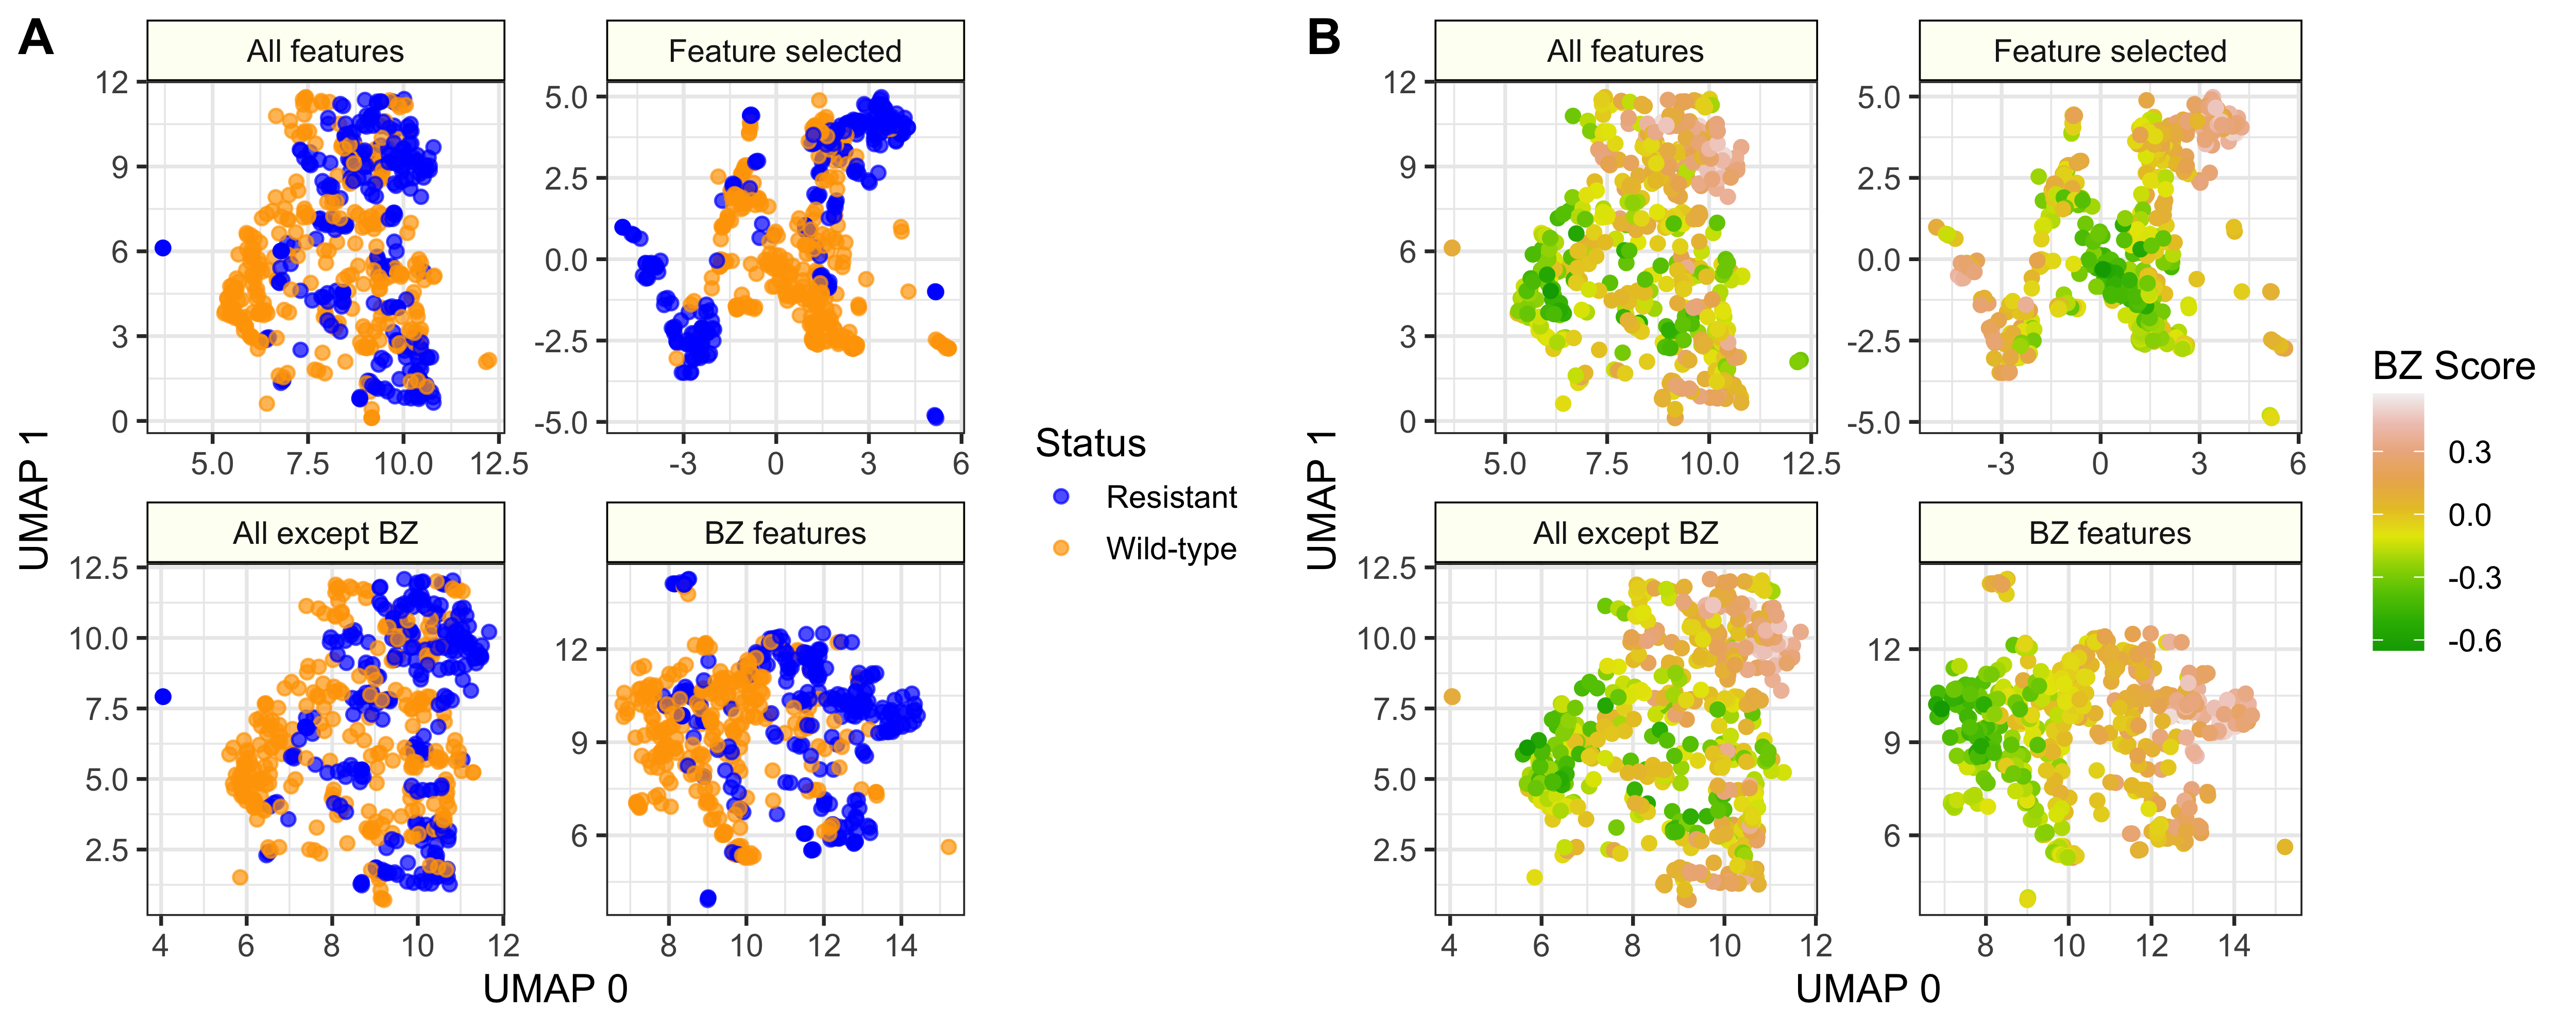 A
All features
Feature selected
12
9
6
3
0
5.0
2.5
0.0
-2.5
-5.0
5.0 7.5 10.0 12.5
-3 0 3 6
All except BZ
BZ features
12.5
10.0
7.5
5.0
2.5
12
9
6
4 6 8 10 12
8 10 12 14
UMAP 1
UMAP 0
Status
Resistant
Wild-type
B
All features
Feature selected
12
9
6
3
0
5.0
2.5
0.0
-2.5
-5.0
5.0 7.5 10.0 12.5
-3 0 3 6
All except BZ
BZ features
12.5
10.0
7.5
5.0
2.5
12
9
6
4 6 8 10 12
8 10 12 14
UMAP 1
UMAP 0
BZ Score
0.3
0.0
-0.3
-0.6